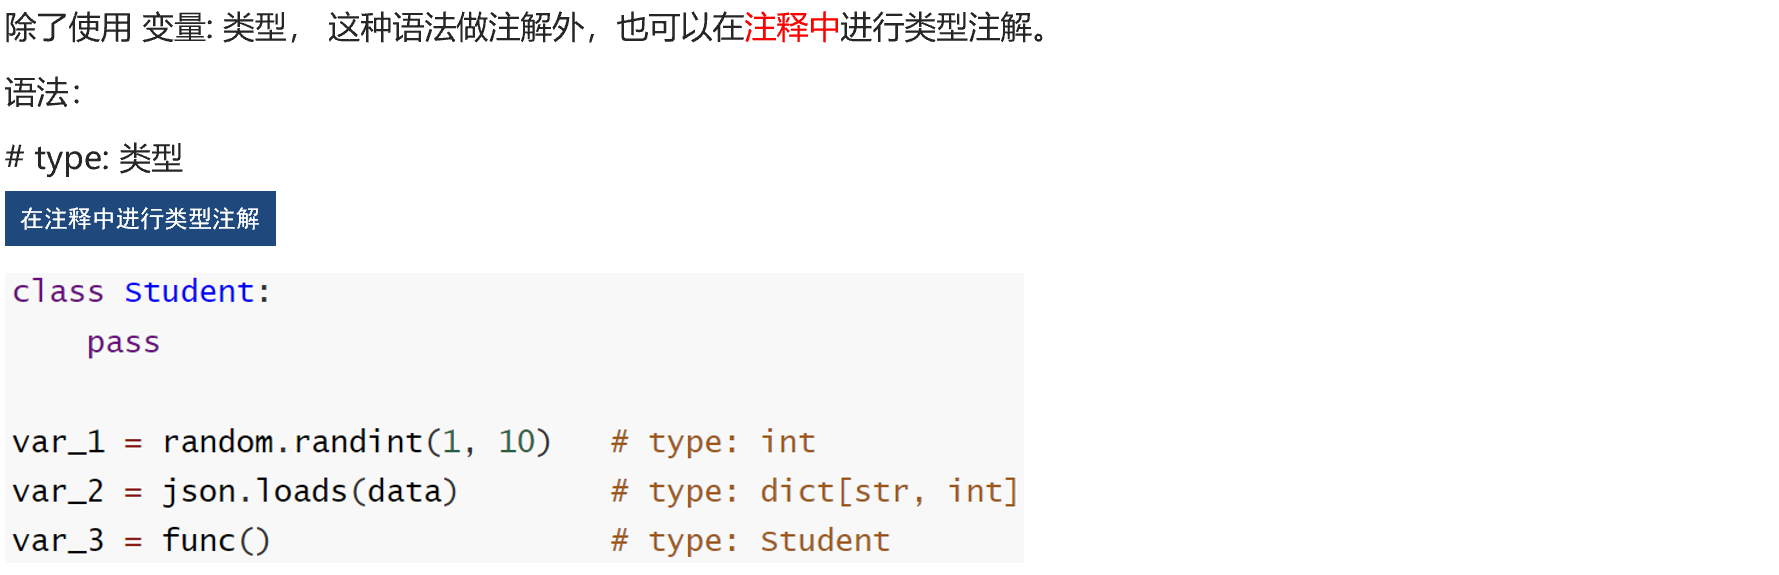 除了使用 变量: 类型， 这种语法做注解外，也可以在注释中进行类型注解。
语法：
# type: 类型
在注释中进行类型注解
class Student:
    pass

var_1 = random.randint(1, 10)   # type: int
var_2 = json.loads(data)        # type: dict[str, int]
var_3 = func()                  # type: Student